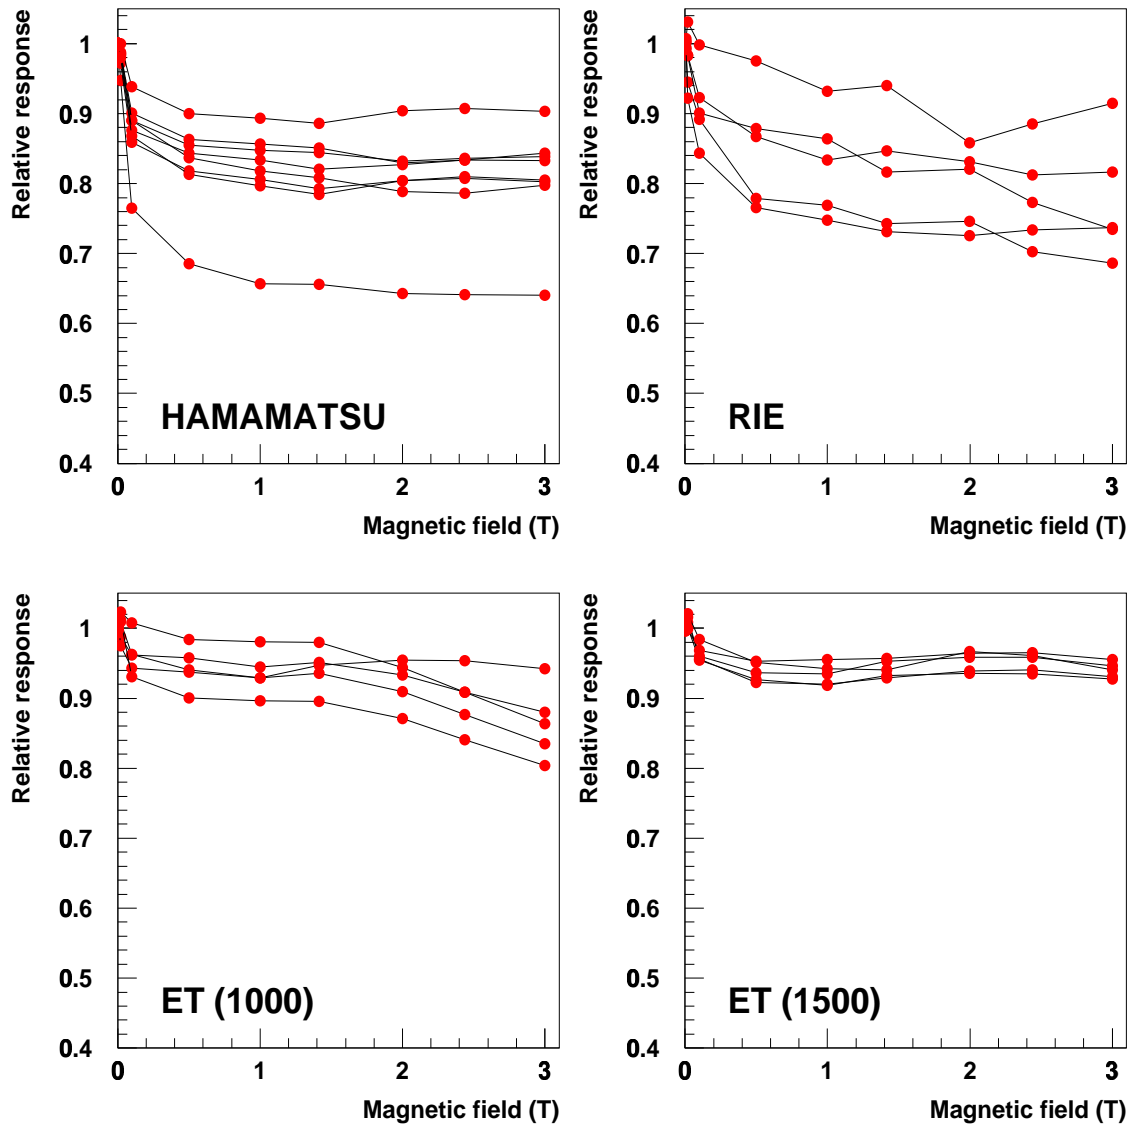 Relative response
1
0.9
0.8
0.7
0.6
0.5
0.4
HAMAMATSU
0 1 2 3
Magnetic field (T)
Relative response
1
0.9
0.8
0.7
0.6
0.5
0.4
RIE
0 1 2 3
Magnetic field (T)
Relative response
1
0.9
0.8
0.7
0.6
0.5
0.4
ET (1000)
0 1 2 3
Magnetic field (T)
Relative response
1
0.9
0.8
0.7
0.6
0.5
0.4
ET (1500)
0 1 2 3
Magnetic field (T)